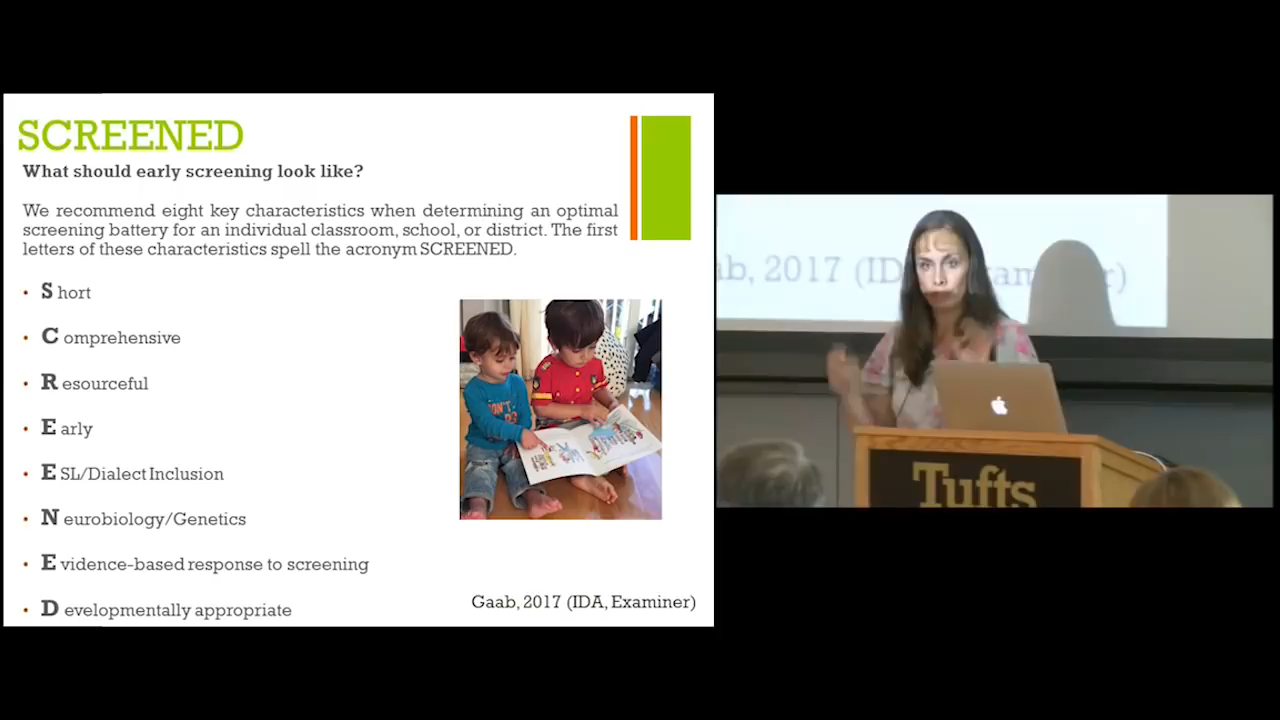 SCREENED
What should early screening look like?
We recommend eight key characteristics when determining an optimal
screening battery for an individual classroom, school, or district. The first
letters of these characteristics spell the acronym SCREENED.
• S hort
• C omprehensive
• R esourceful
• E arly
• E SL/Dialect Inclusion
• N eurobiology/Genetics
• E vidence-based response to screening
• D evelopmentally appropriate
Gaab, 2017 (IDA, Examiner)
2017
Tufts